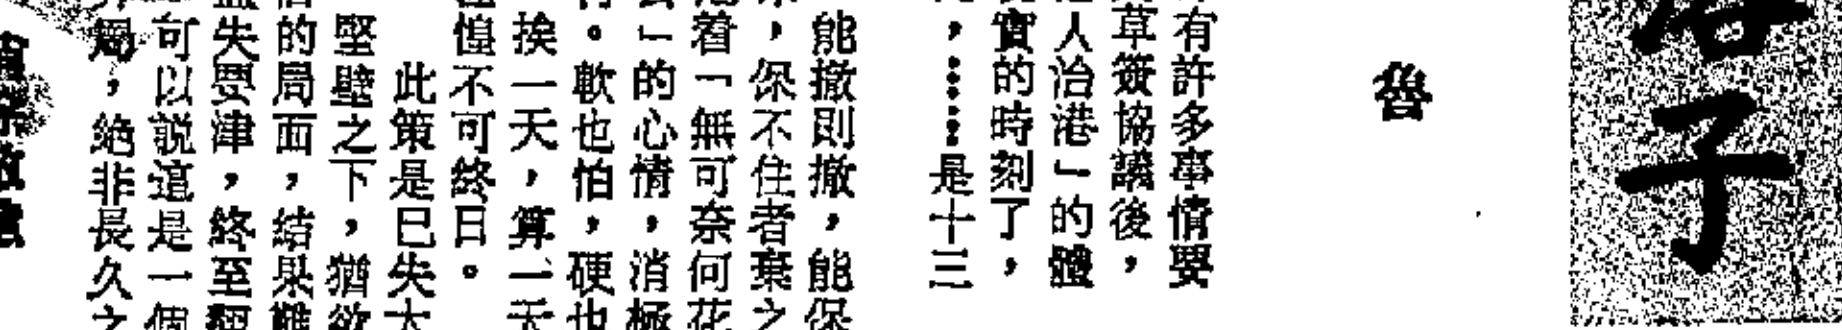 子
魯
有許多事情要
草簽協議後，
人治港」的體
實的時刻了，
，⋯⋯是十三
能撤則撤，能保
，保不住者棄之
着「無可奈何花
」的心情，消極
。軟也怕，硬也
挨一天，算一天
惶不可終日。
此策是已失大
堅壁之下，猶欲
的局面，結果難
失要津，終至
可以說這是一個
局，絕非長久之